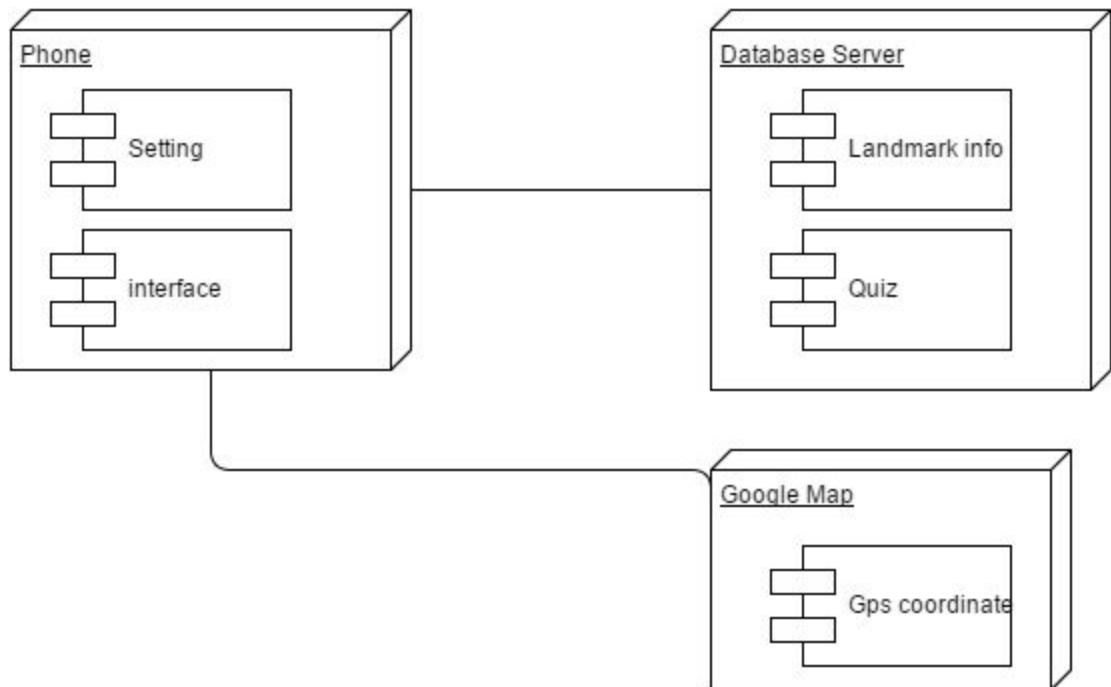 Phone
Setting
interface
Database Server
Landmark info
Quiz
Google Map
Gps coordinate